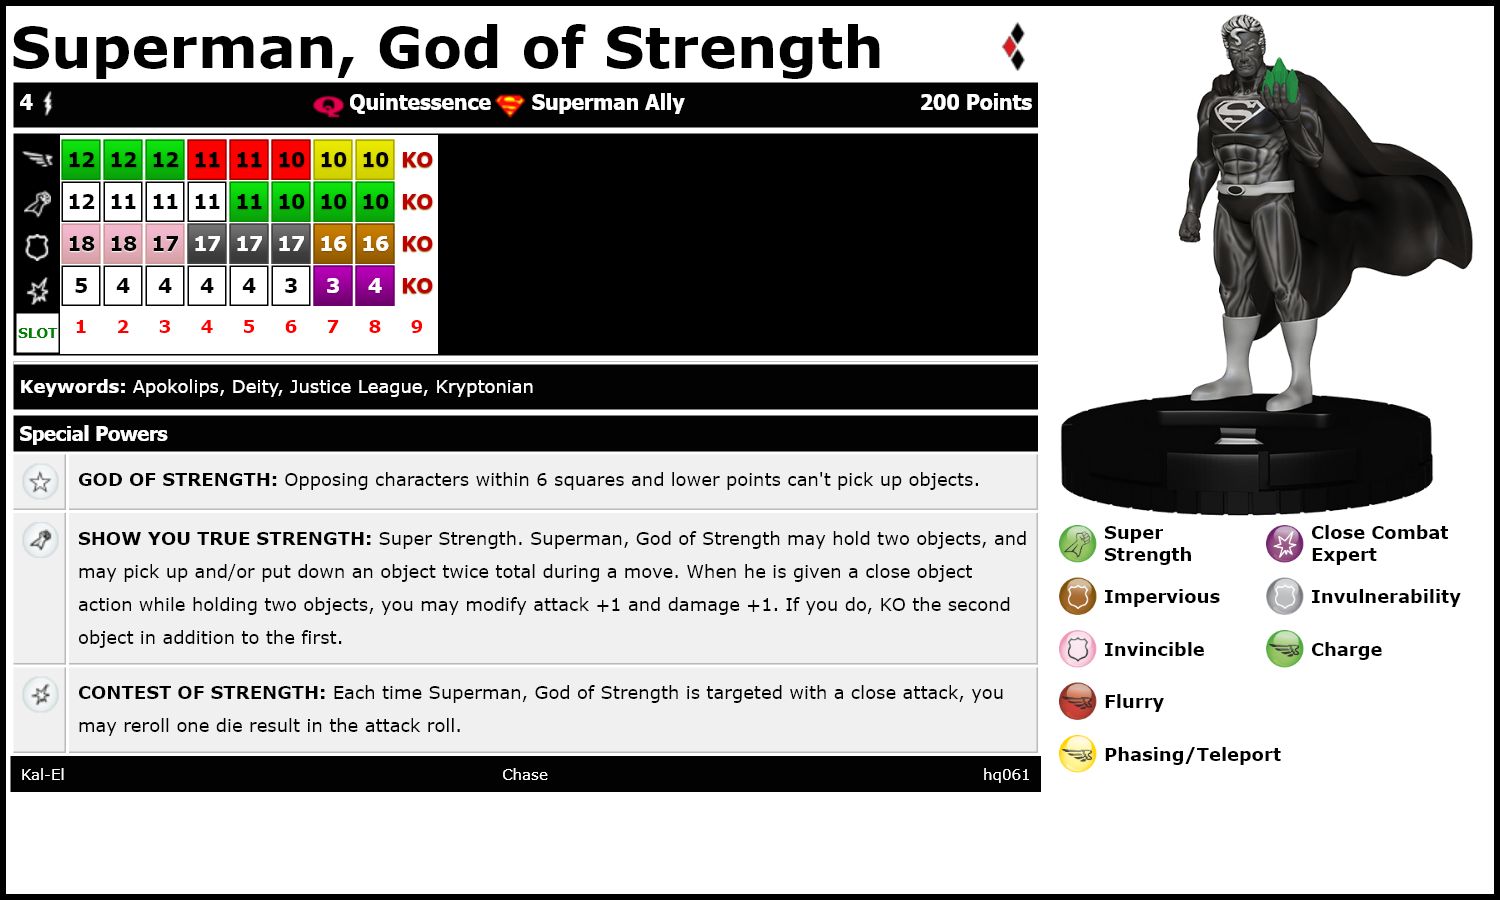 Superman, God of Strength
4 Quintessence Superman Ally 200 Points
12 12 12 11 11 10 10 10 KO
12 11 11 11 11 10 10 10 KO
18 18 17 17 17 17 16 16 KO
5 4 4 4 4 3 3 4 KO
SLOT 1 2 3 4 5 6 7 8 9
Keywords: Apokolips, Deity, Justice League, Kryptonian
Special Powers
GOD OF STRENGTH: Opposing characters within 6 squares and lower points can't pick up objects.
SHOW YOU TRUE STRENGTH: Super Strength. Superman, God of Strength may hold two objects, and
may pick up and/or put down an object twice total during a move. When he is given a close object
action while holding two objects, you may modify attack +1 and damage +1. If you do, KO the second
object in addition to the first.
CONTEST OF STRENGTH: Each time Superman, God of Strength is targeted with a close attack, you
may reroll one die result in the attack roll.
Kal-El Chase hq061
Super
Strength
Close Combat
Expert
Impervious
Invulnerability
Invincible
Charge
Flurry
Phasing/Teleport